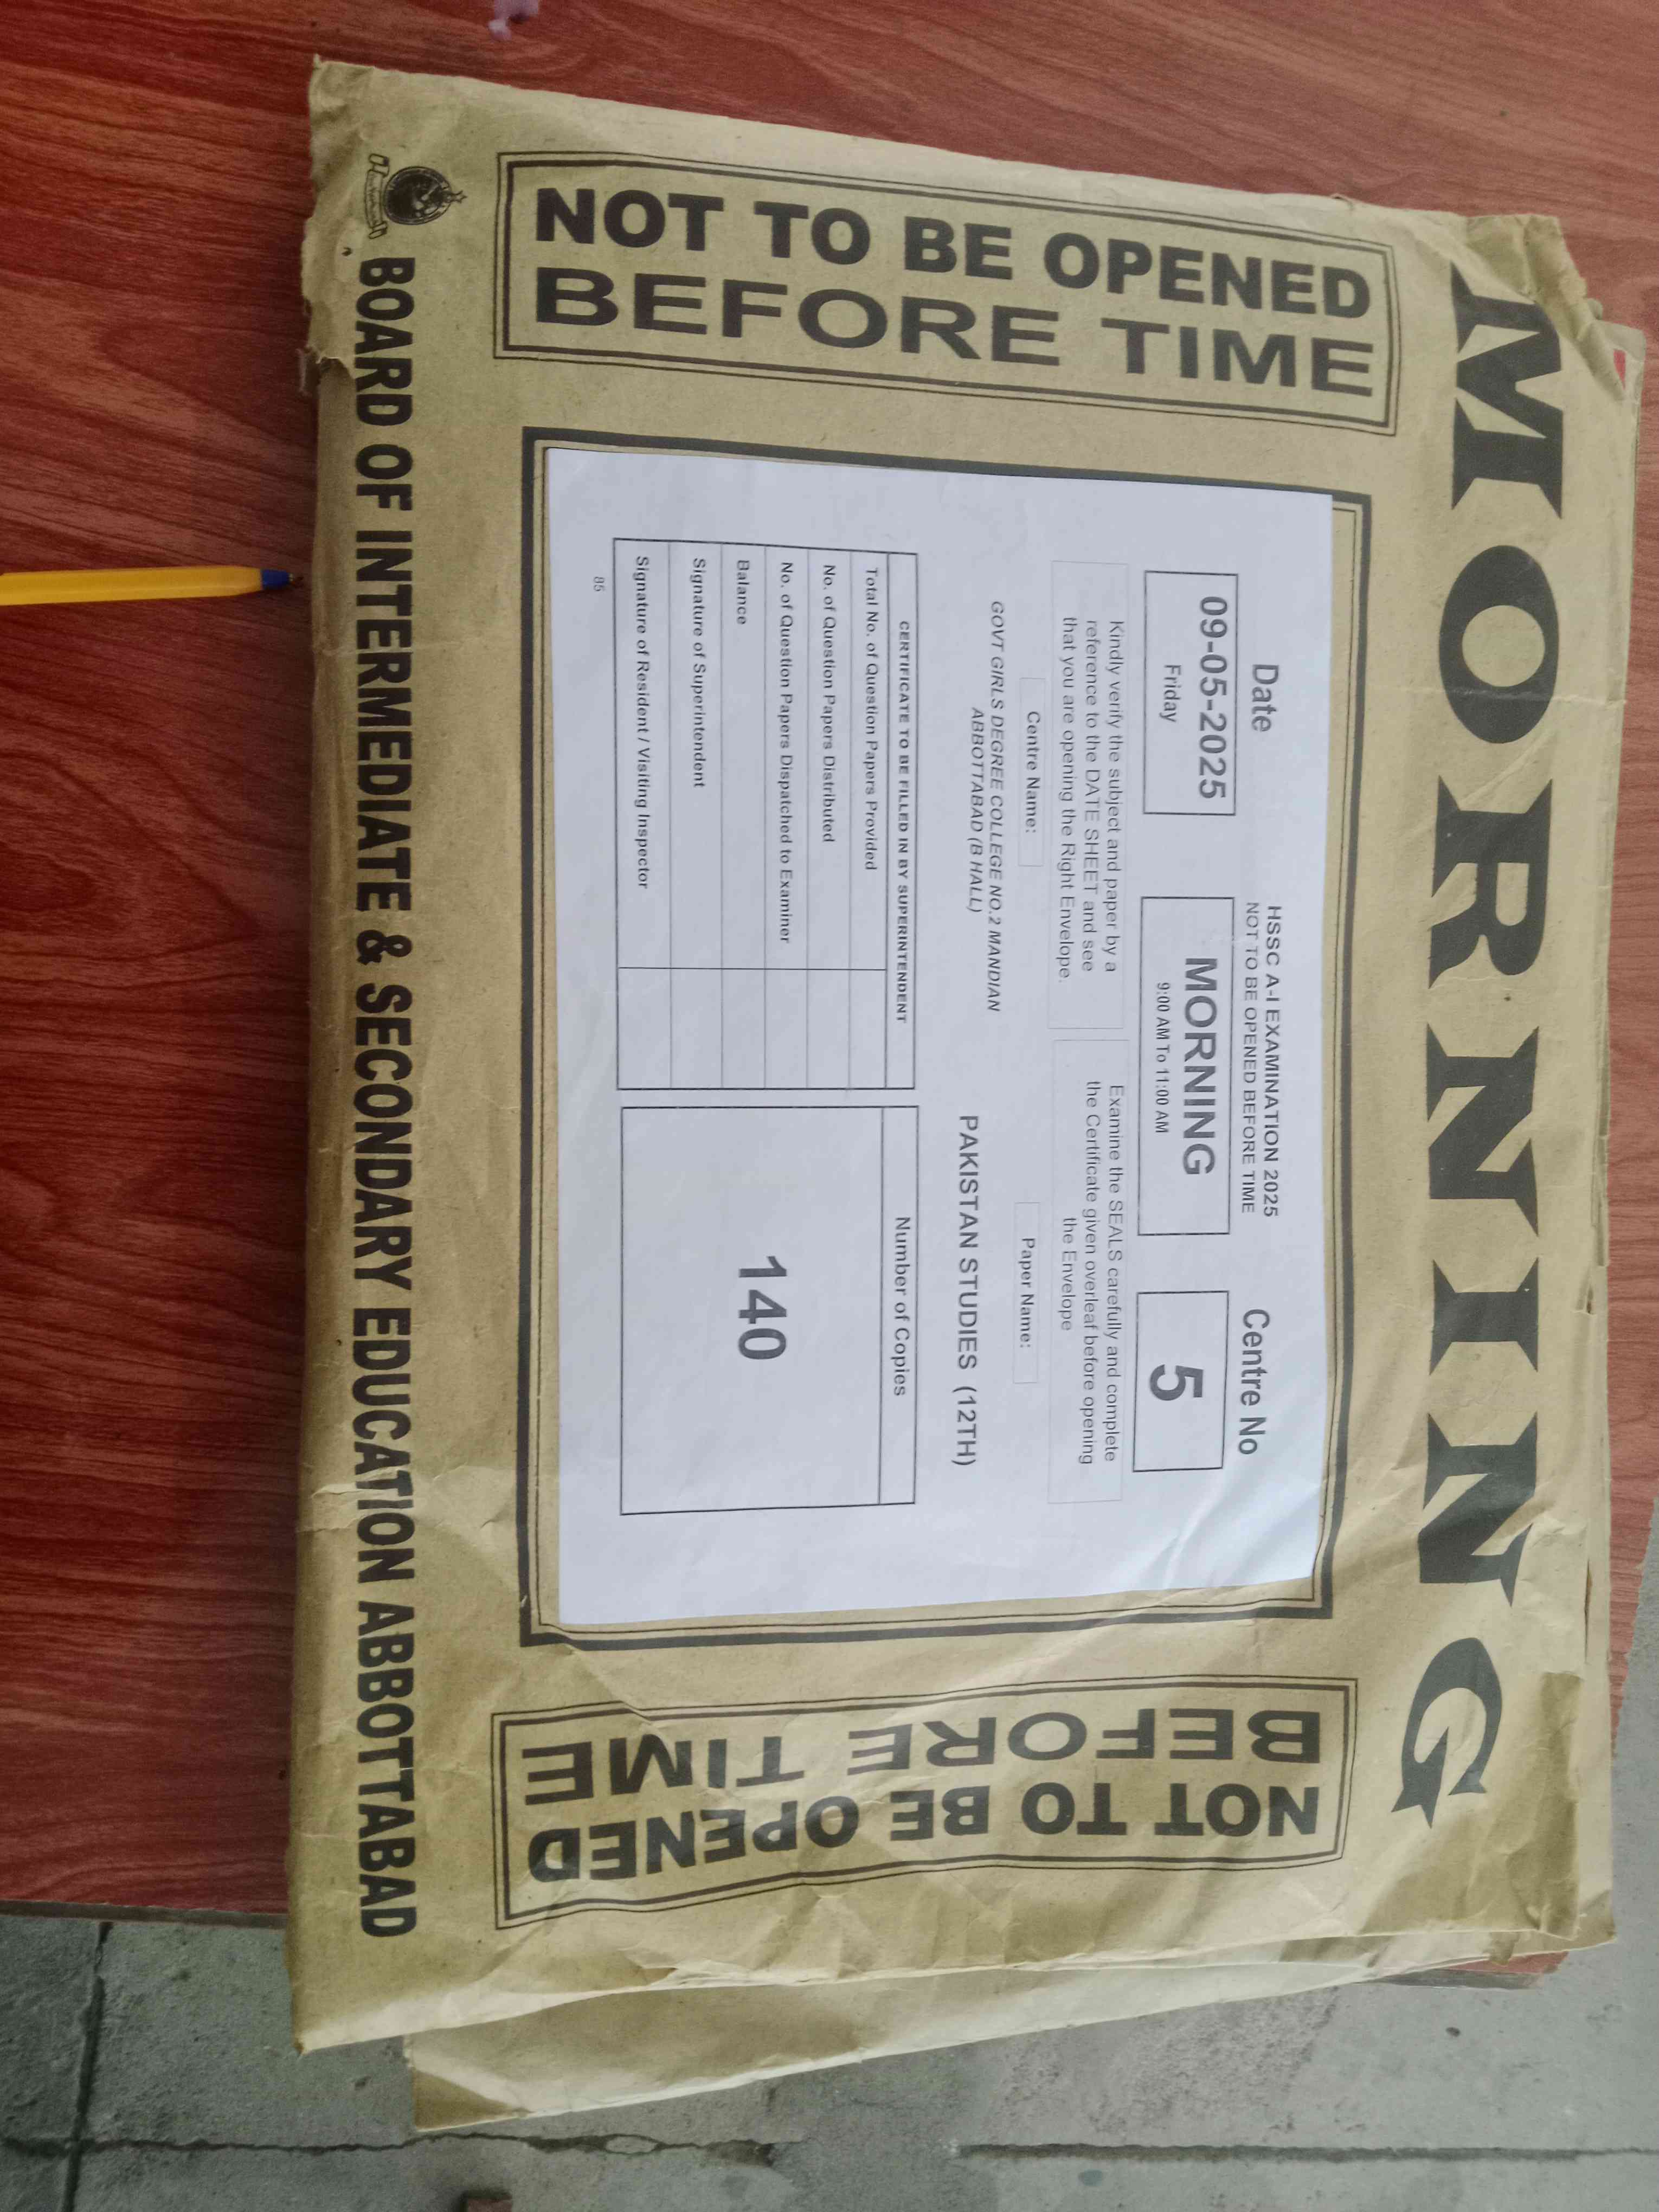 MORNING
NOT TO BE OPENED
BEFORE TIME
Date
HSSC A-I EXAMINATION 2025
NOT TO BE OPENED BEFORE TIME
Centre No
09-05-2025
Friday
MORNING
9:00 AM To 11:00 AM
5
Kindly verify the subject and paper by a
reference to the DATE SHEET and see
that you are opening the Right Envelope.
Examine the SEALS carefully and complete
the Certificate given overleaf before opening
the Envelope
Centre Name:
Paper Name:
GOVT GIRLS DEGREE COLLEGE NO.2 MANDIAN
ABBOTTABAD (B HALL)
PAKISTAN STUDIES (12TH)
CERTIFICATE TO BE FILLED IN BY SUPERINTENDENT
Total No. of Question Papers Provided
No. of Question Papers Distributed
No. of Question Papers Dispatched to Examiner
Balance
Signature of Superintendent
Signature of Resident / Visiting Inspector
Number of Copies
140
85
NOT TO BE OPENED
BEFORE TIME
BOARD OF INTERMEDIATE & SECONDARY EDUCATION ABBOTTABAD